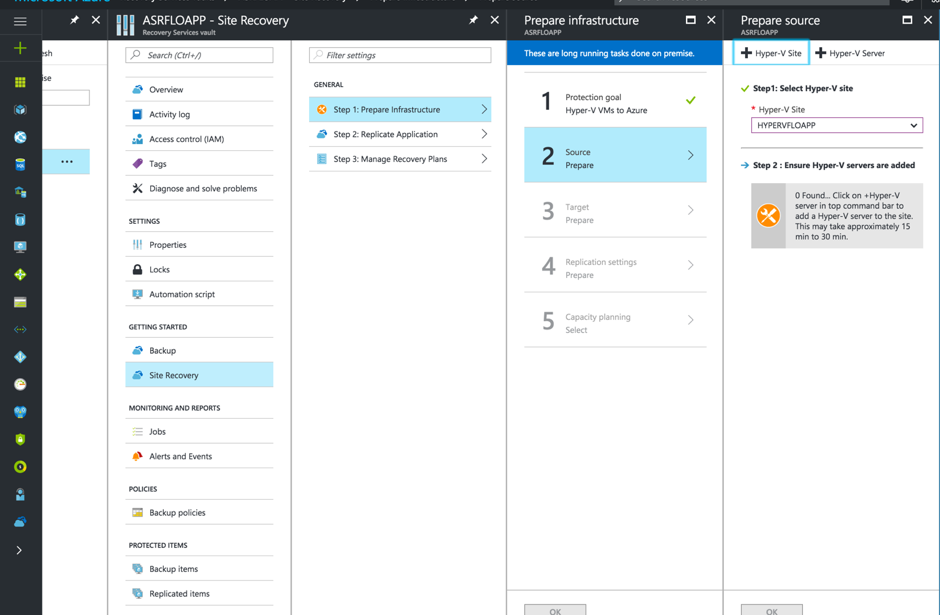 ASRFLOAPP - Site Recovery
Recovery Services vault
Search (Ctrl+/)
Overview
Activity log
Access control (IAM)
Tags
Diagnose and solve problems
SETTINGS
Properties
Locks
Automation script
GETTING STARTED
Backup
Site Recovery
MONITORING AND REPORTS
Jobs
Alerts and Events
POLICIES
Backup policies
PROTECTED ITEMS
Backup items
Replicated items
Filter settings
GENERAL
Step 1: Prepare Infrastructure
Step 2: Replicate Application
Step 3: Manage Recovery Plans
Prepare infrastructure
ASRFLOAPP
These are long running tasks done on premise.
1
Protection goal
Hyper-V VMs to Azure
2
Source
Prepare
3
Target
Prepare
4
Replication settings
Prepare
5
Capacity planning
Select
OK
Prepare source
ASRFLOAPP
Hyper-V Site
Hyper-V Server
Step1: Select Hyper-V site
* Hyper-V Site
HYPERVFLOAPP
Step 2 : Ensure Hyper-V servers are added
0 Found... Click on +Hyper-V
server in top command bar to
add a Hyper-V server to the site.
This may take approximately 15
min to 30 min.
OK